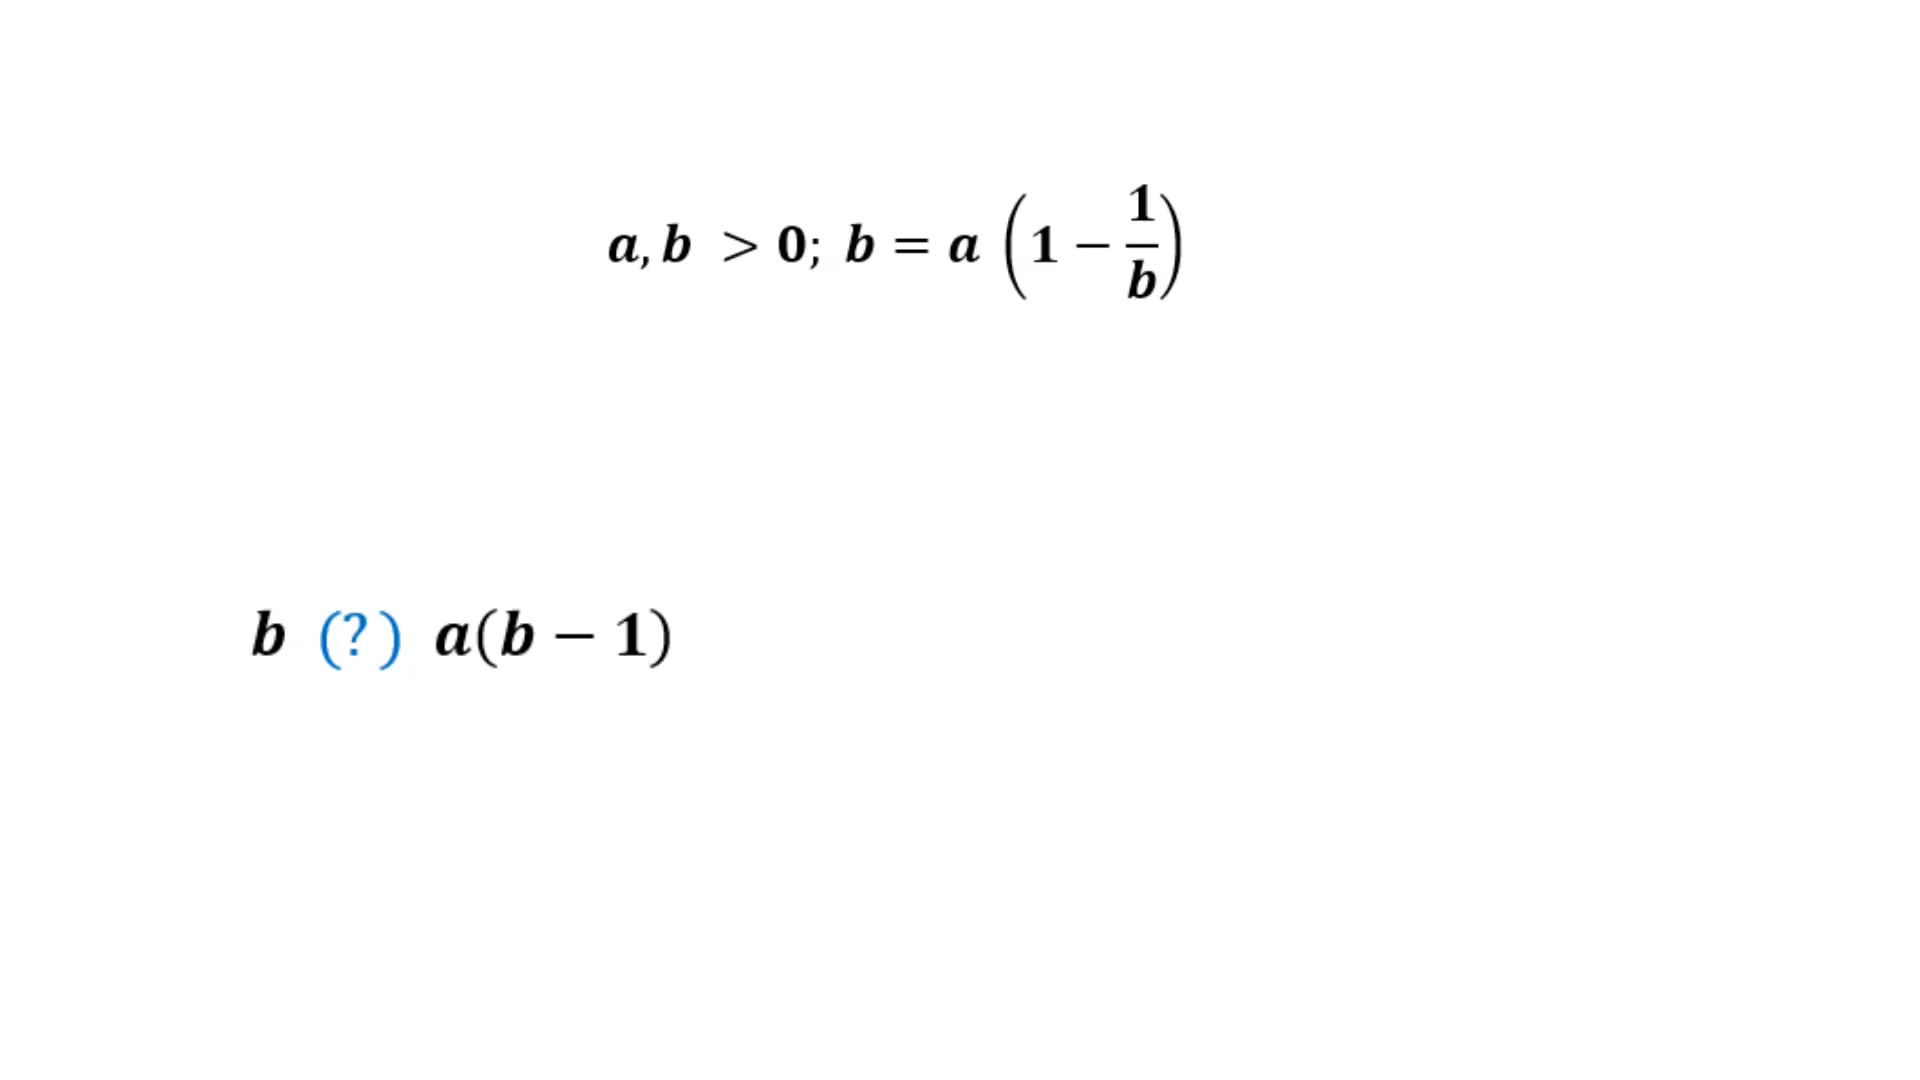 a, b > 0; b = a (1 − 1/b)
b (?) a(b − 1)